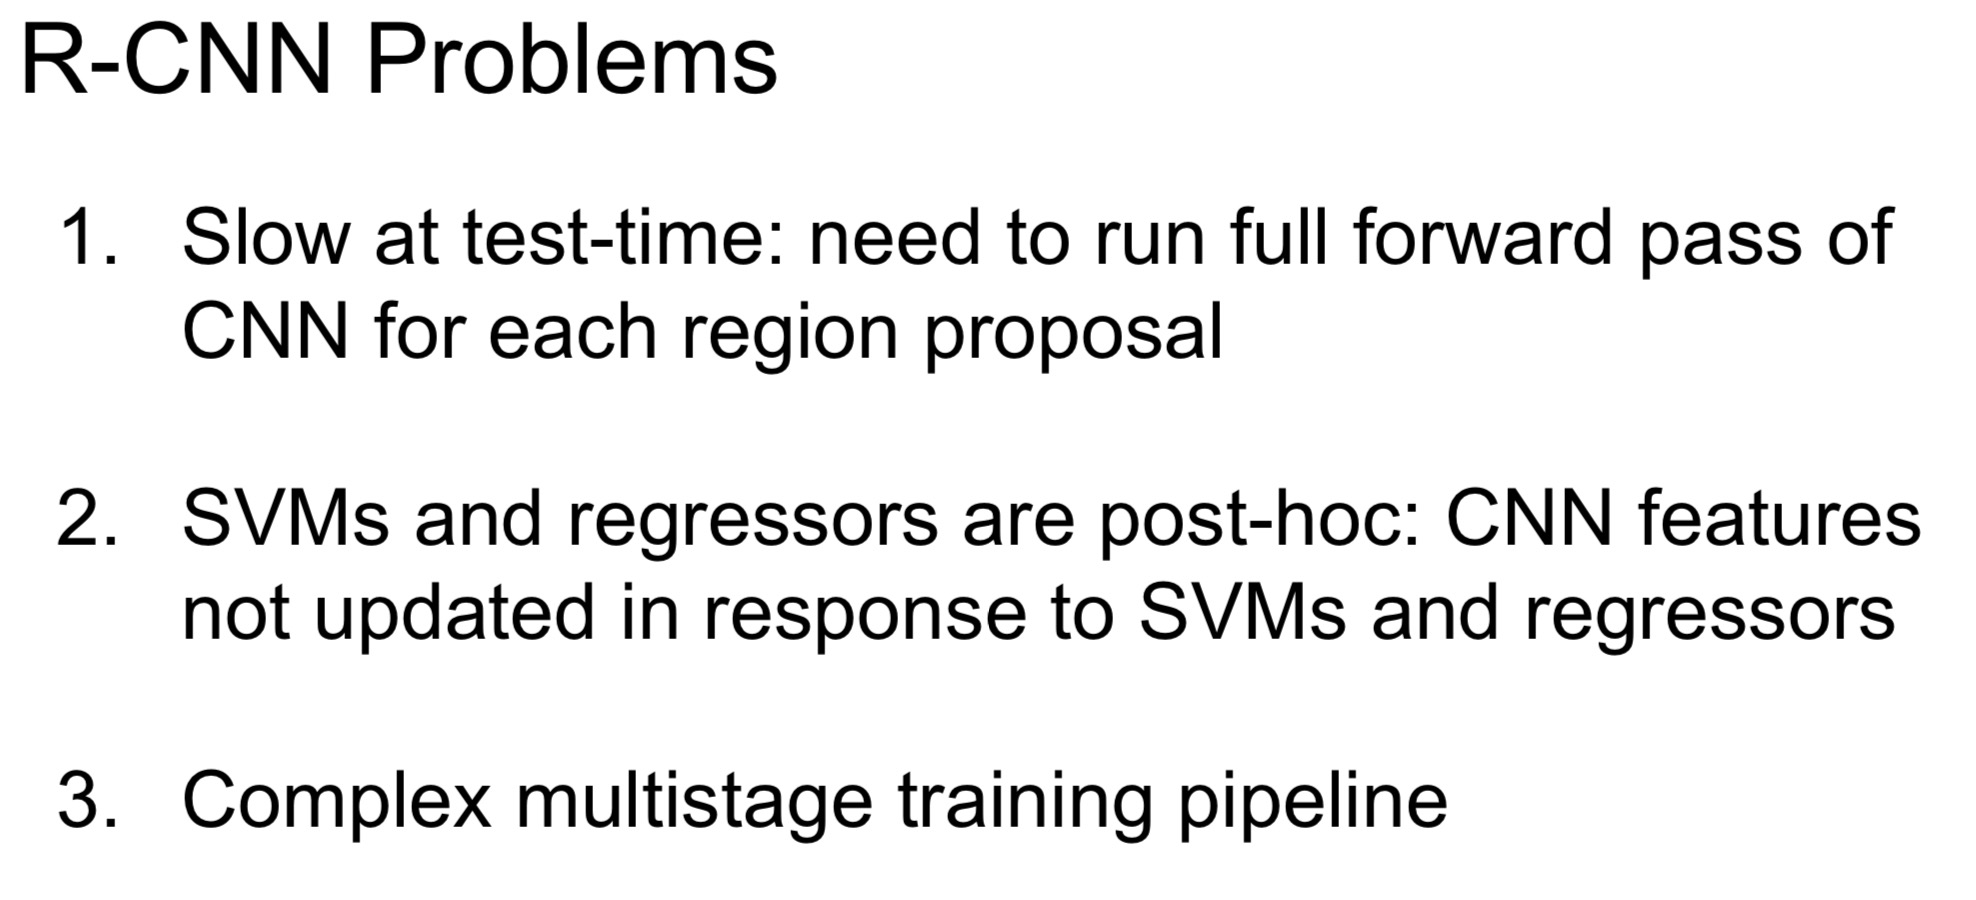 R-CNN Problems
1. Slow at test-time: need to run full forward pass of
CNN for each region proposal
2. SVMs and regressors are post-hoc: CNN features
not updated in response to SVMs and regressors
3. Complex multistage training pipeline